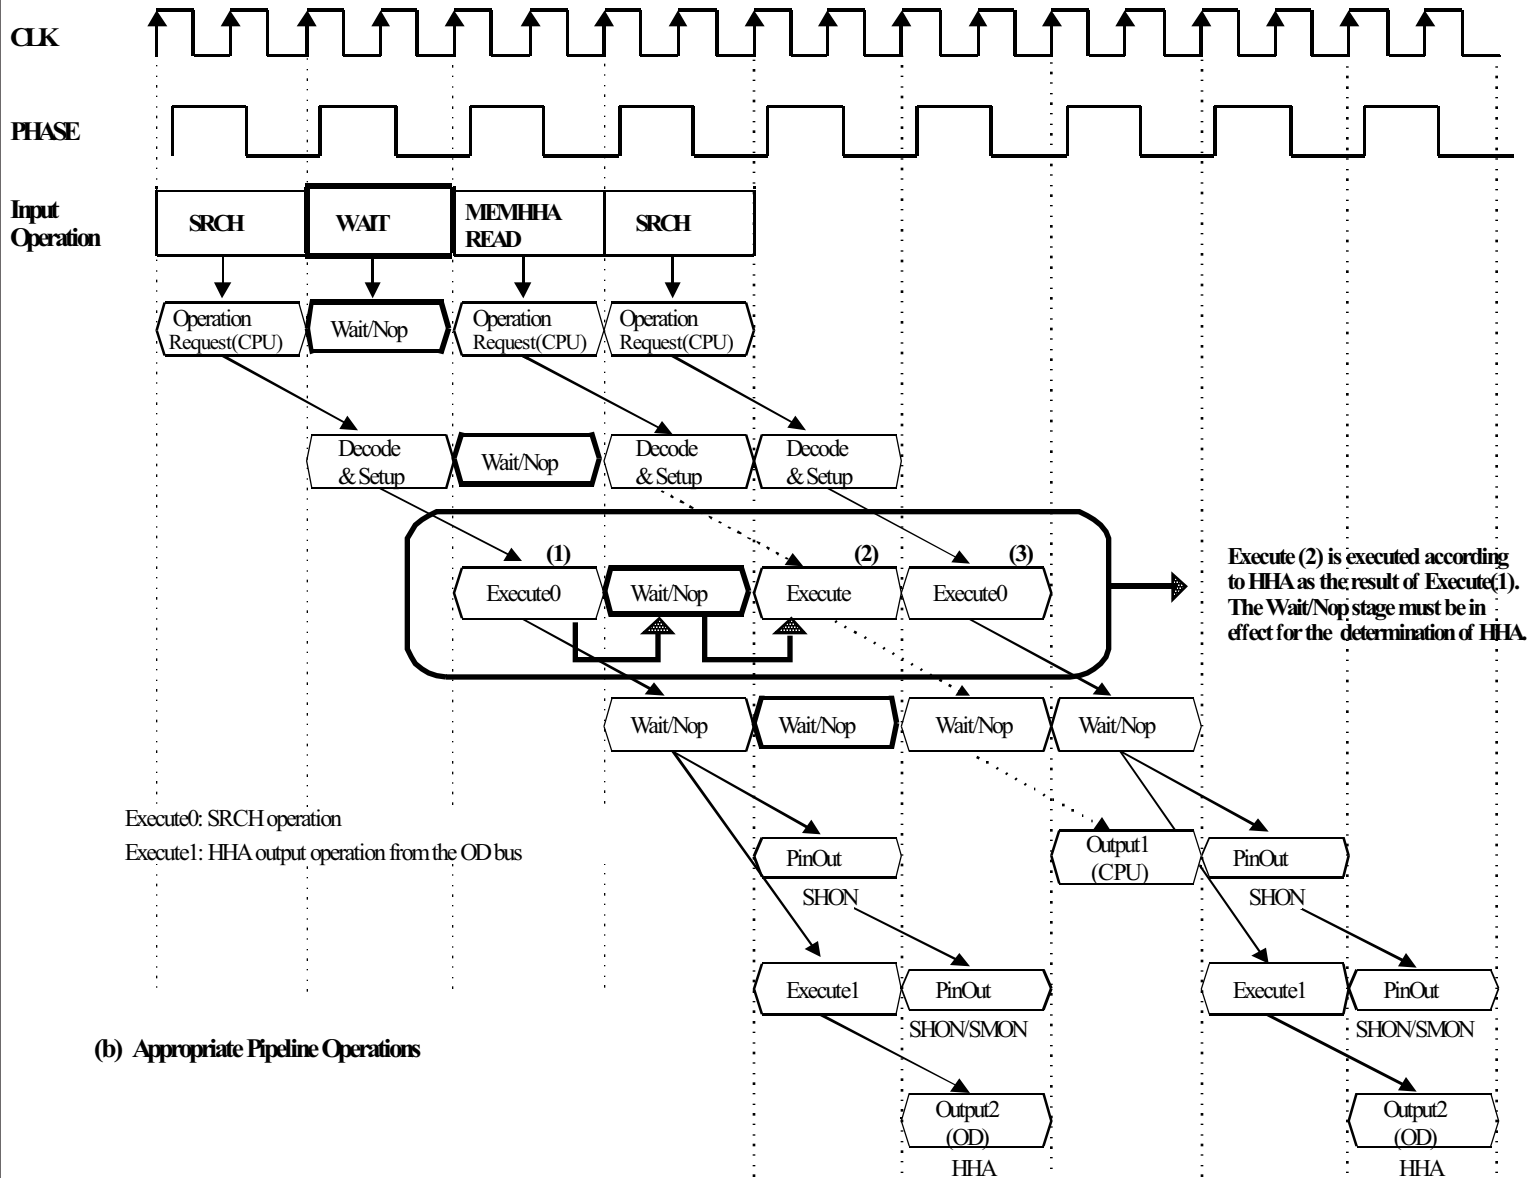 CLK
PHASE
Input
Operation
SRCH
WAIT
MEMHHA
READ
SRCH
Operation
Request(CPU)
Wait/Nop
Operation
Request(CPU)
Operation
Request(CPU)
Decode
& Setup
Wait/Nop
Decode
& Setup
Decode
& Setup
(1)
(2)
(3)
Execute0
Wait/Nop
Execute
Execute0
Execute (2) is executed according
to HHA as the result of Execute(1).
The Wait/Nop stage must be in
effect for the determination of HHA.
Wait/Nop
Wait/Nop
Wait/Nop
Wait/Nop
Execute0: SRCH operation
Execute1: HHA output operation from the OD bus
PinOut
SHON
Output1
(CPU)
PinOut
SHON
Execute1
PinOut
SHON/SMON
Execute1
PinOut
SHON/SMON
(b) Appropriate Pipeline Operations
Output2
(OD)
HHA
Output2
(OD)
HHA